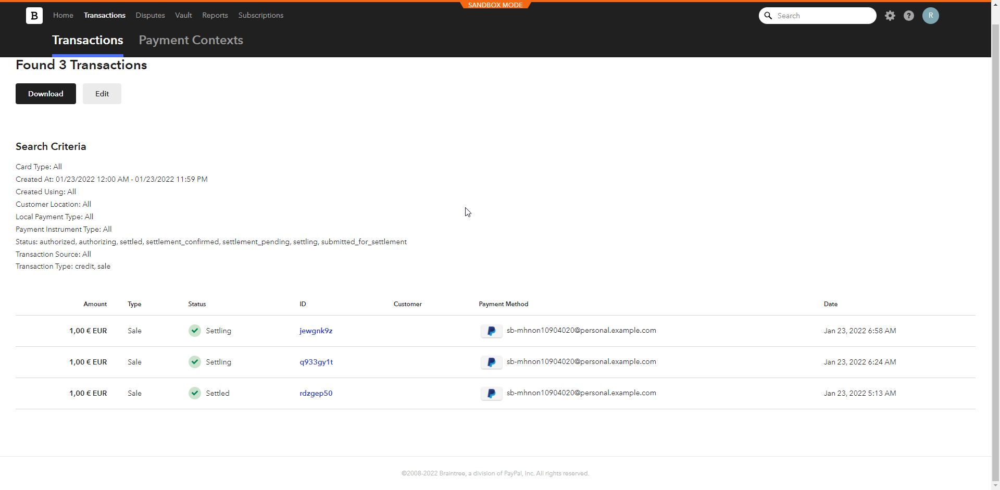 SANDBOX MODE
B Home Transactions Disputes Vault Reports Subscriptions Search ? R
Transactions Payment Contexts
Found 3 Transactions
Download Edit
Search Criteria
Card Type: All
Created At: 01/23/2022 12:00 AM - 01/23/2022 11:59 PM
Created Using: All
Customer Location: All
Local Payment Type: All
Payment Instrument Type: All
Status: authorized, authorizing, settled, settlement_confirmed, settlement_pending, settling, submitted_for_settlement
Transaction Source: All
Transaction Type: credit, sale
Amount Type Status ID Customer Payment Method Date
1,00 € EUR Sale Settling jewgnk9z sb-mhnon10904020@personal.example.com Jan 23, 2022 6:58 AM
1,00 € EUR Sale Settling q933gy1t sb-mhnon10904020@personal.example.com Jan 23, 2022 6:24 AM
1,00 € EUR Sale Settled rdzgep50 sb-mhnon10904020@personal.example.com Jan 23, 2022 5:13 AM
©2008-2022 Braintree, a division of PayPal, Inc. All rights reserved.